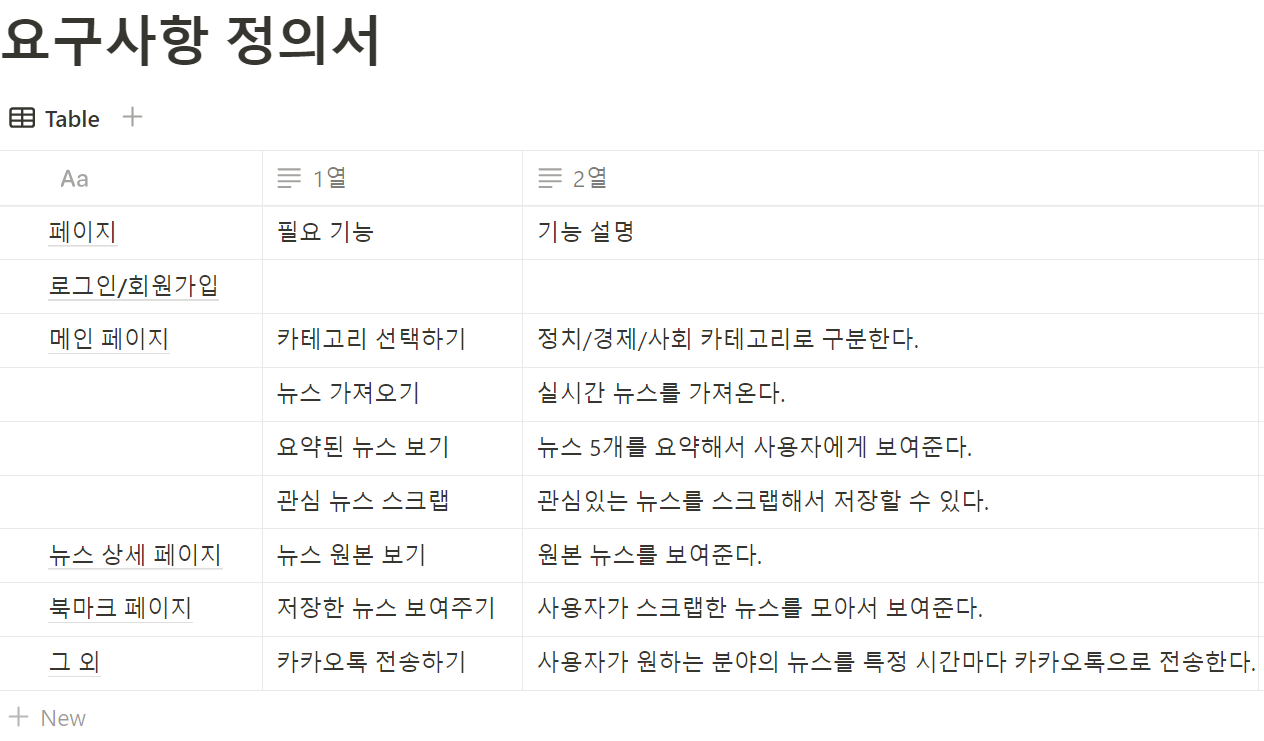 요구사항 정의서
Table
Aa 1열 2열
페이지 필요 기능 기능 설명
로그인/회원가입
메인 페이지 카테고리 선택하기 정치/경제/사회 카테고리로 구분한다.
뉴스 가져오기 실시간 뉴스를 가져온다.
요약된 뉴스 보기 뉴스 5개를 요약해서 사용자에게 보여준다.
관심 뉴스 스크랩 관심있는 뉴스를 스크랩해서 저장할 수 있다.
뉴스 상세 페이지 뉴스 원본 보기 원본 뉴스를 보여준다.
북마크 페이지 저장한 뉴스 보여주기 사용자가 스크랩한 뉴스를 모아서 보여준다.
그 외 카카오톡 전송하기 사용자가 원하는 분야의 뉴스를 특정 시간마다 카카오톡으로 전송한다.
New